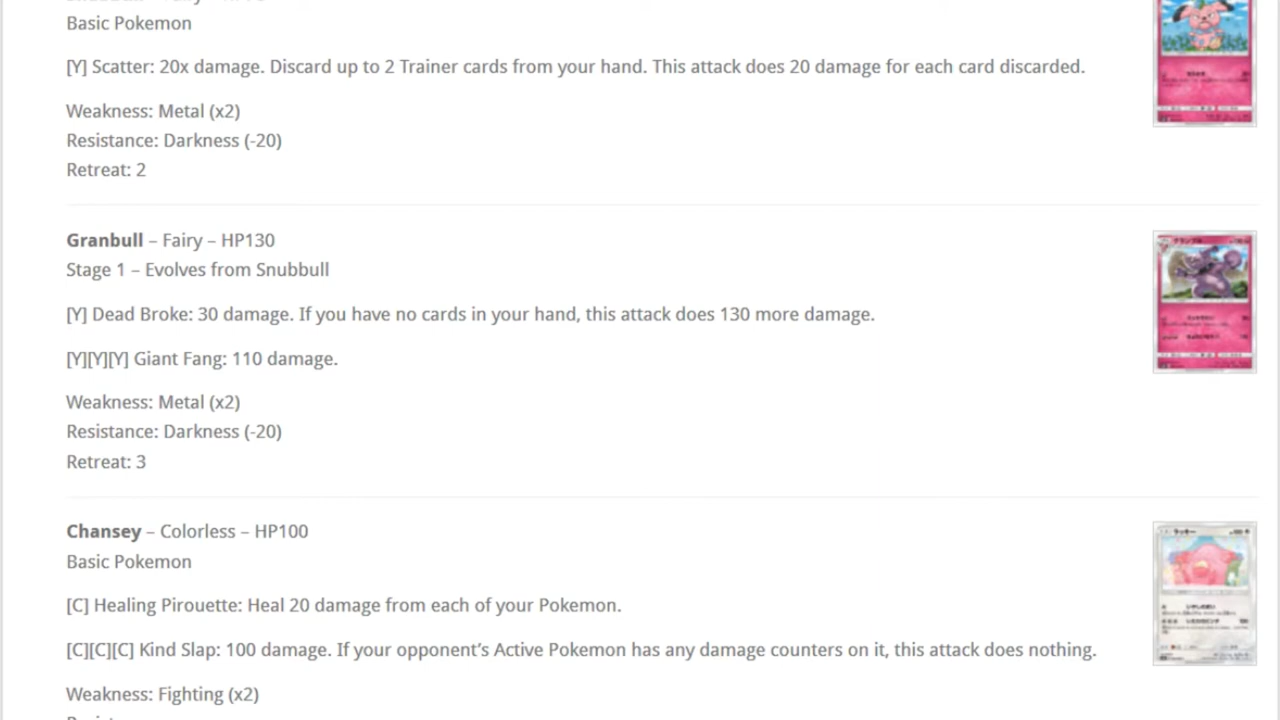 Basic Pokemon
[Y] Scatter: 20x damage. Discard up to 2 Trainer cards from your hand. This attack does 20 damage for each card discarded.
Weakness: Metal (x2)
Resistance: Darkness (-20)
Retreat: 2
Granbull – Fairy – HP130
Stage 1 – Evolves from Snubbull
[Y] Dead Broke: 30 damage. If you have no cards in your hand, this attack does 130 more damage.
[Y][Y][Y] Giant Fang: 110 damage.
Weakness: Metal (x2)
Resistance: Darkness (-20)
Retreat: 3
Chansey – Colorless – HP100
Basic Pokemon
[C] Healing Pirouette: Heal 20 damage from each of your Pokemon.
[C][C][C] Kind Slap: 100 damage. If your opponent’s Active Pokemon has any damage counters on it, this attack does nothing.
Weakness: Fighting (x2)